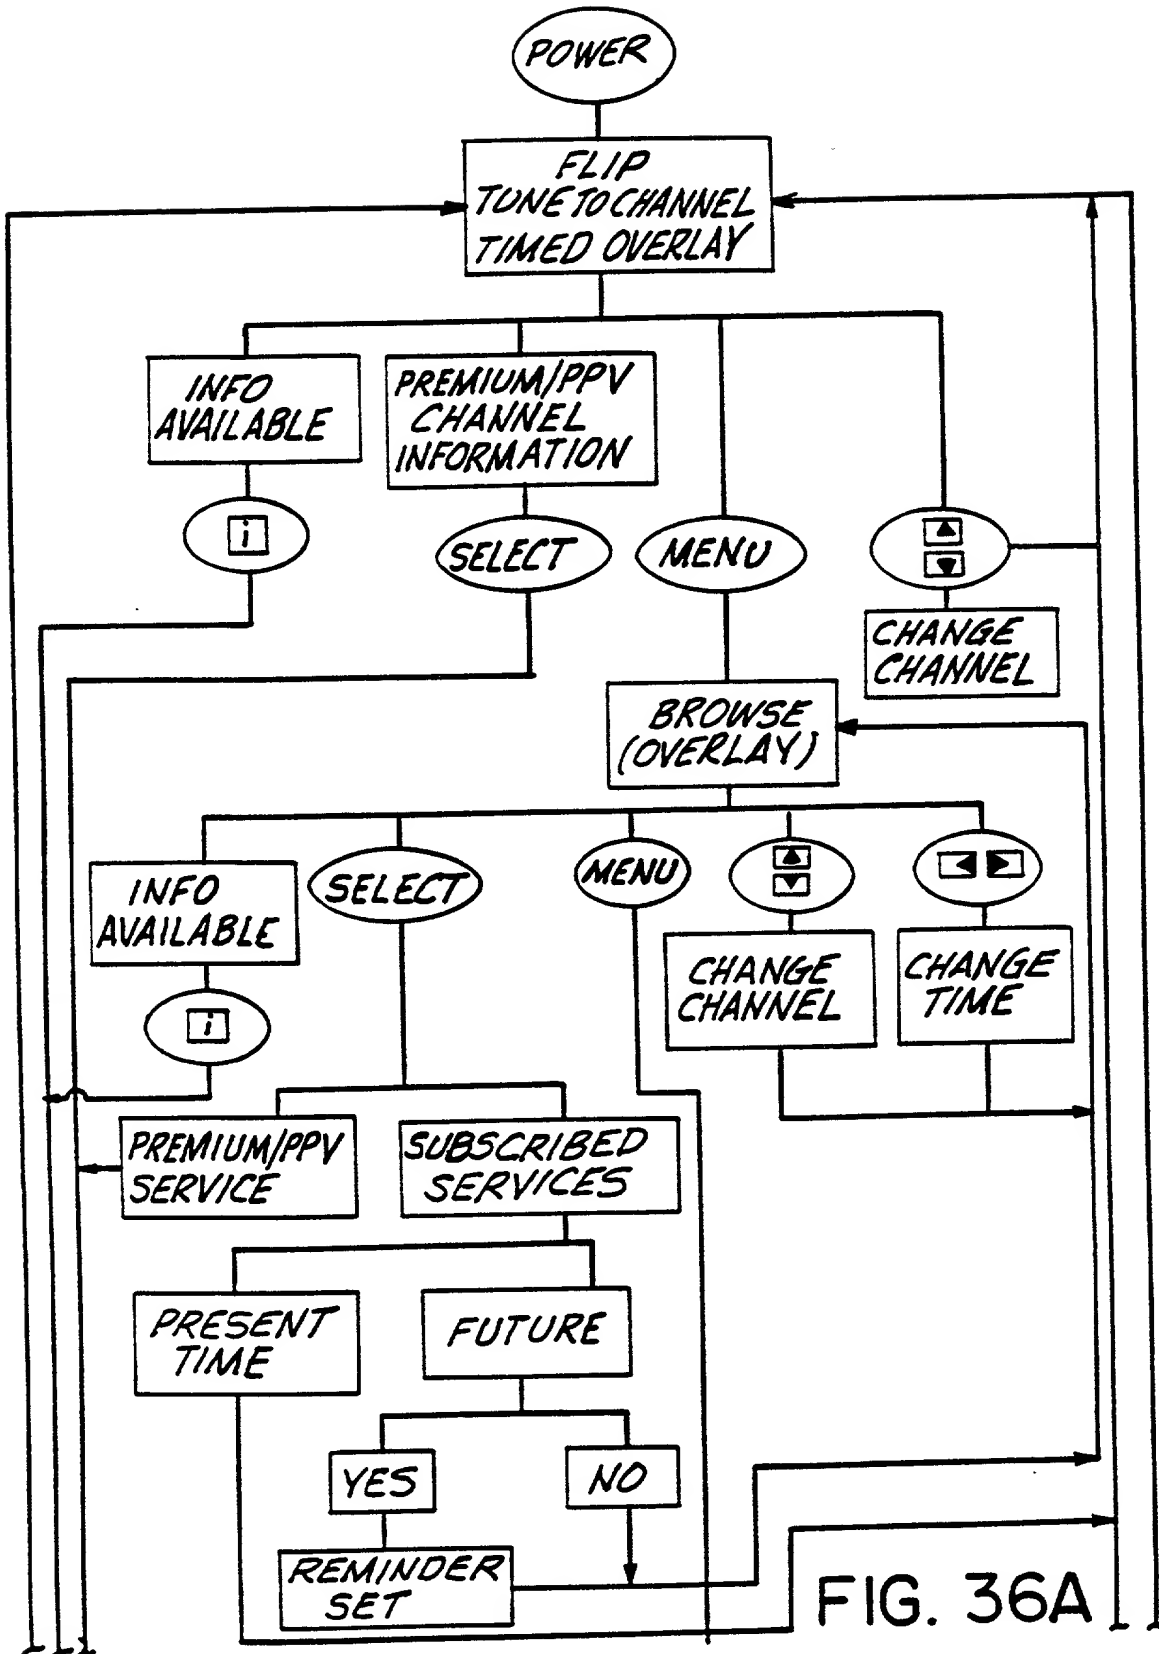 POWER
FLIP
TUNE TO CHANNEL
TIMED OVERLAY
INFO
AVAILABLE
PREMIUM/PPV
CHANNEL
INFORMATION
i
SELECT
MENU
CHANGE
CHANNEL
BROWSE
(OVERLAY)
INFO
AVAILABLE
SELECT
MENU
CHANGE
CHANNEL
CHANGE
TIME
i
PREMIUM/PPV
SERVICE
SUBSCRIBED
SERVICES
PRESENT
TIME
FUTURE
YES
NO
REMINDER
SET
FIG. 36A